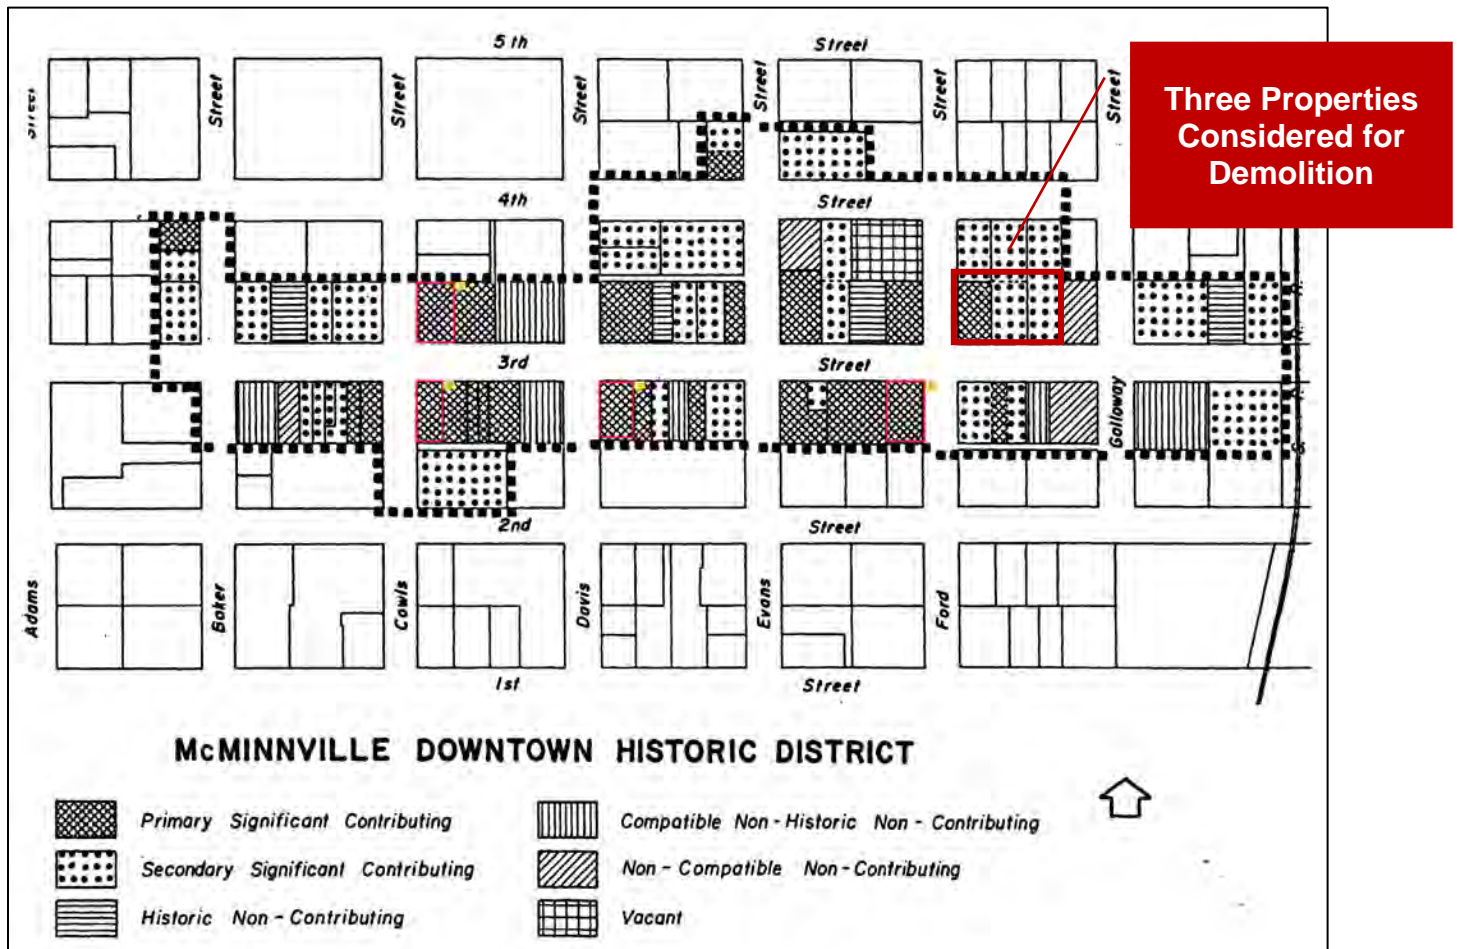 5th
Street
Street
Street
Street
Street
Street
Street
Street
Three Properties
Considered for
Demolition
4th
Street
3rd
Street
Galloway
2nd
Street
Adams
Baker
Cowls
Davis
Evans
Ford
1st
Street
McMINNVILLE DOWNTOWN HISTORIC DISTRICT
Primary Significant Contributing
Compatible Non-Historic Non-Contributing
Secondary Significant Contributing
Non-Compatible Non-Contributing
Historic Non-Contributing
Vacant